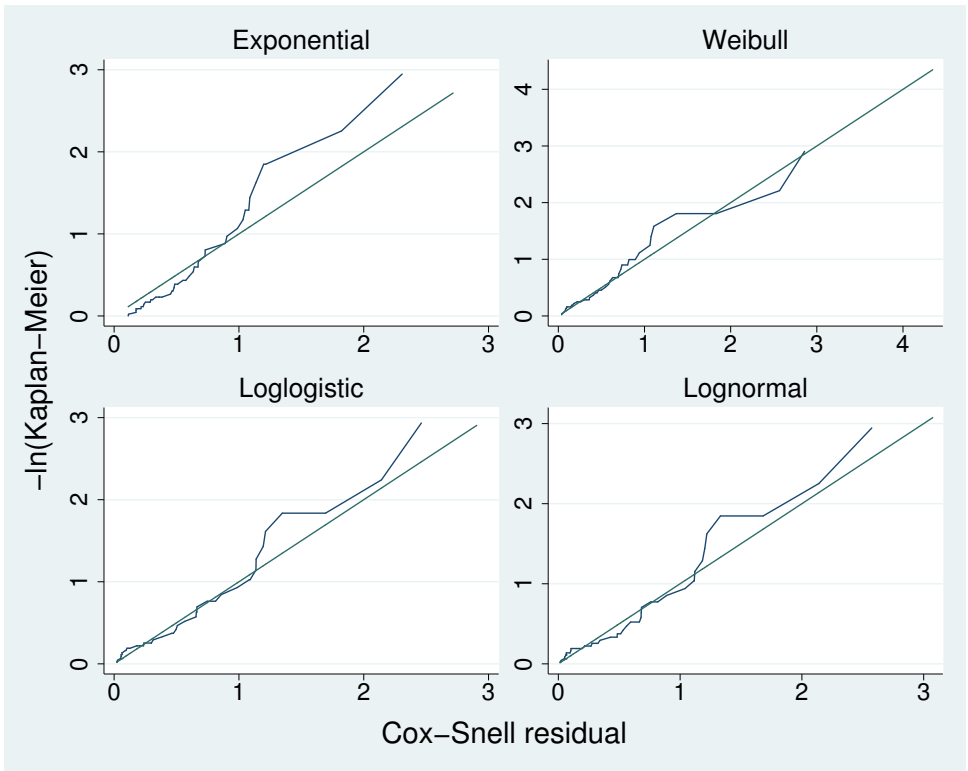 Exponential
3
2
1
0
0 1 2 3
Weibull
4
3
2
1
0
0 1 2 3 4
Loglogistic
3
2
1
0
0 1 2 3
Lognormal
3
2
1
0
0 1 2 3
−ln(Kaplan−Meier)
Cox−Snell residual